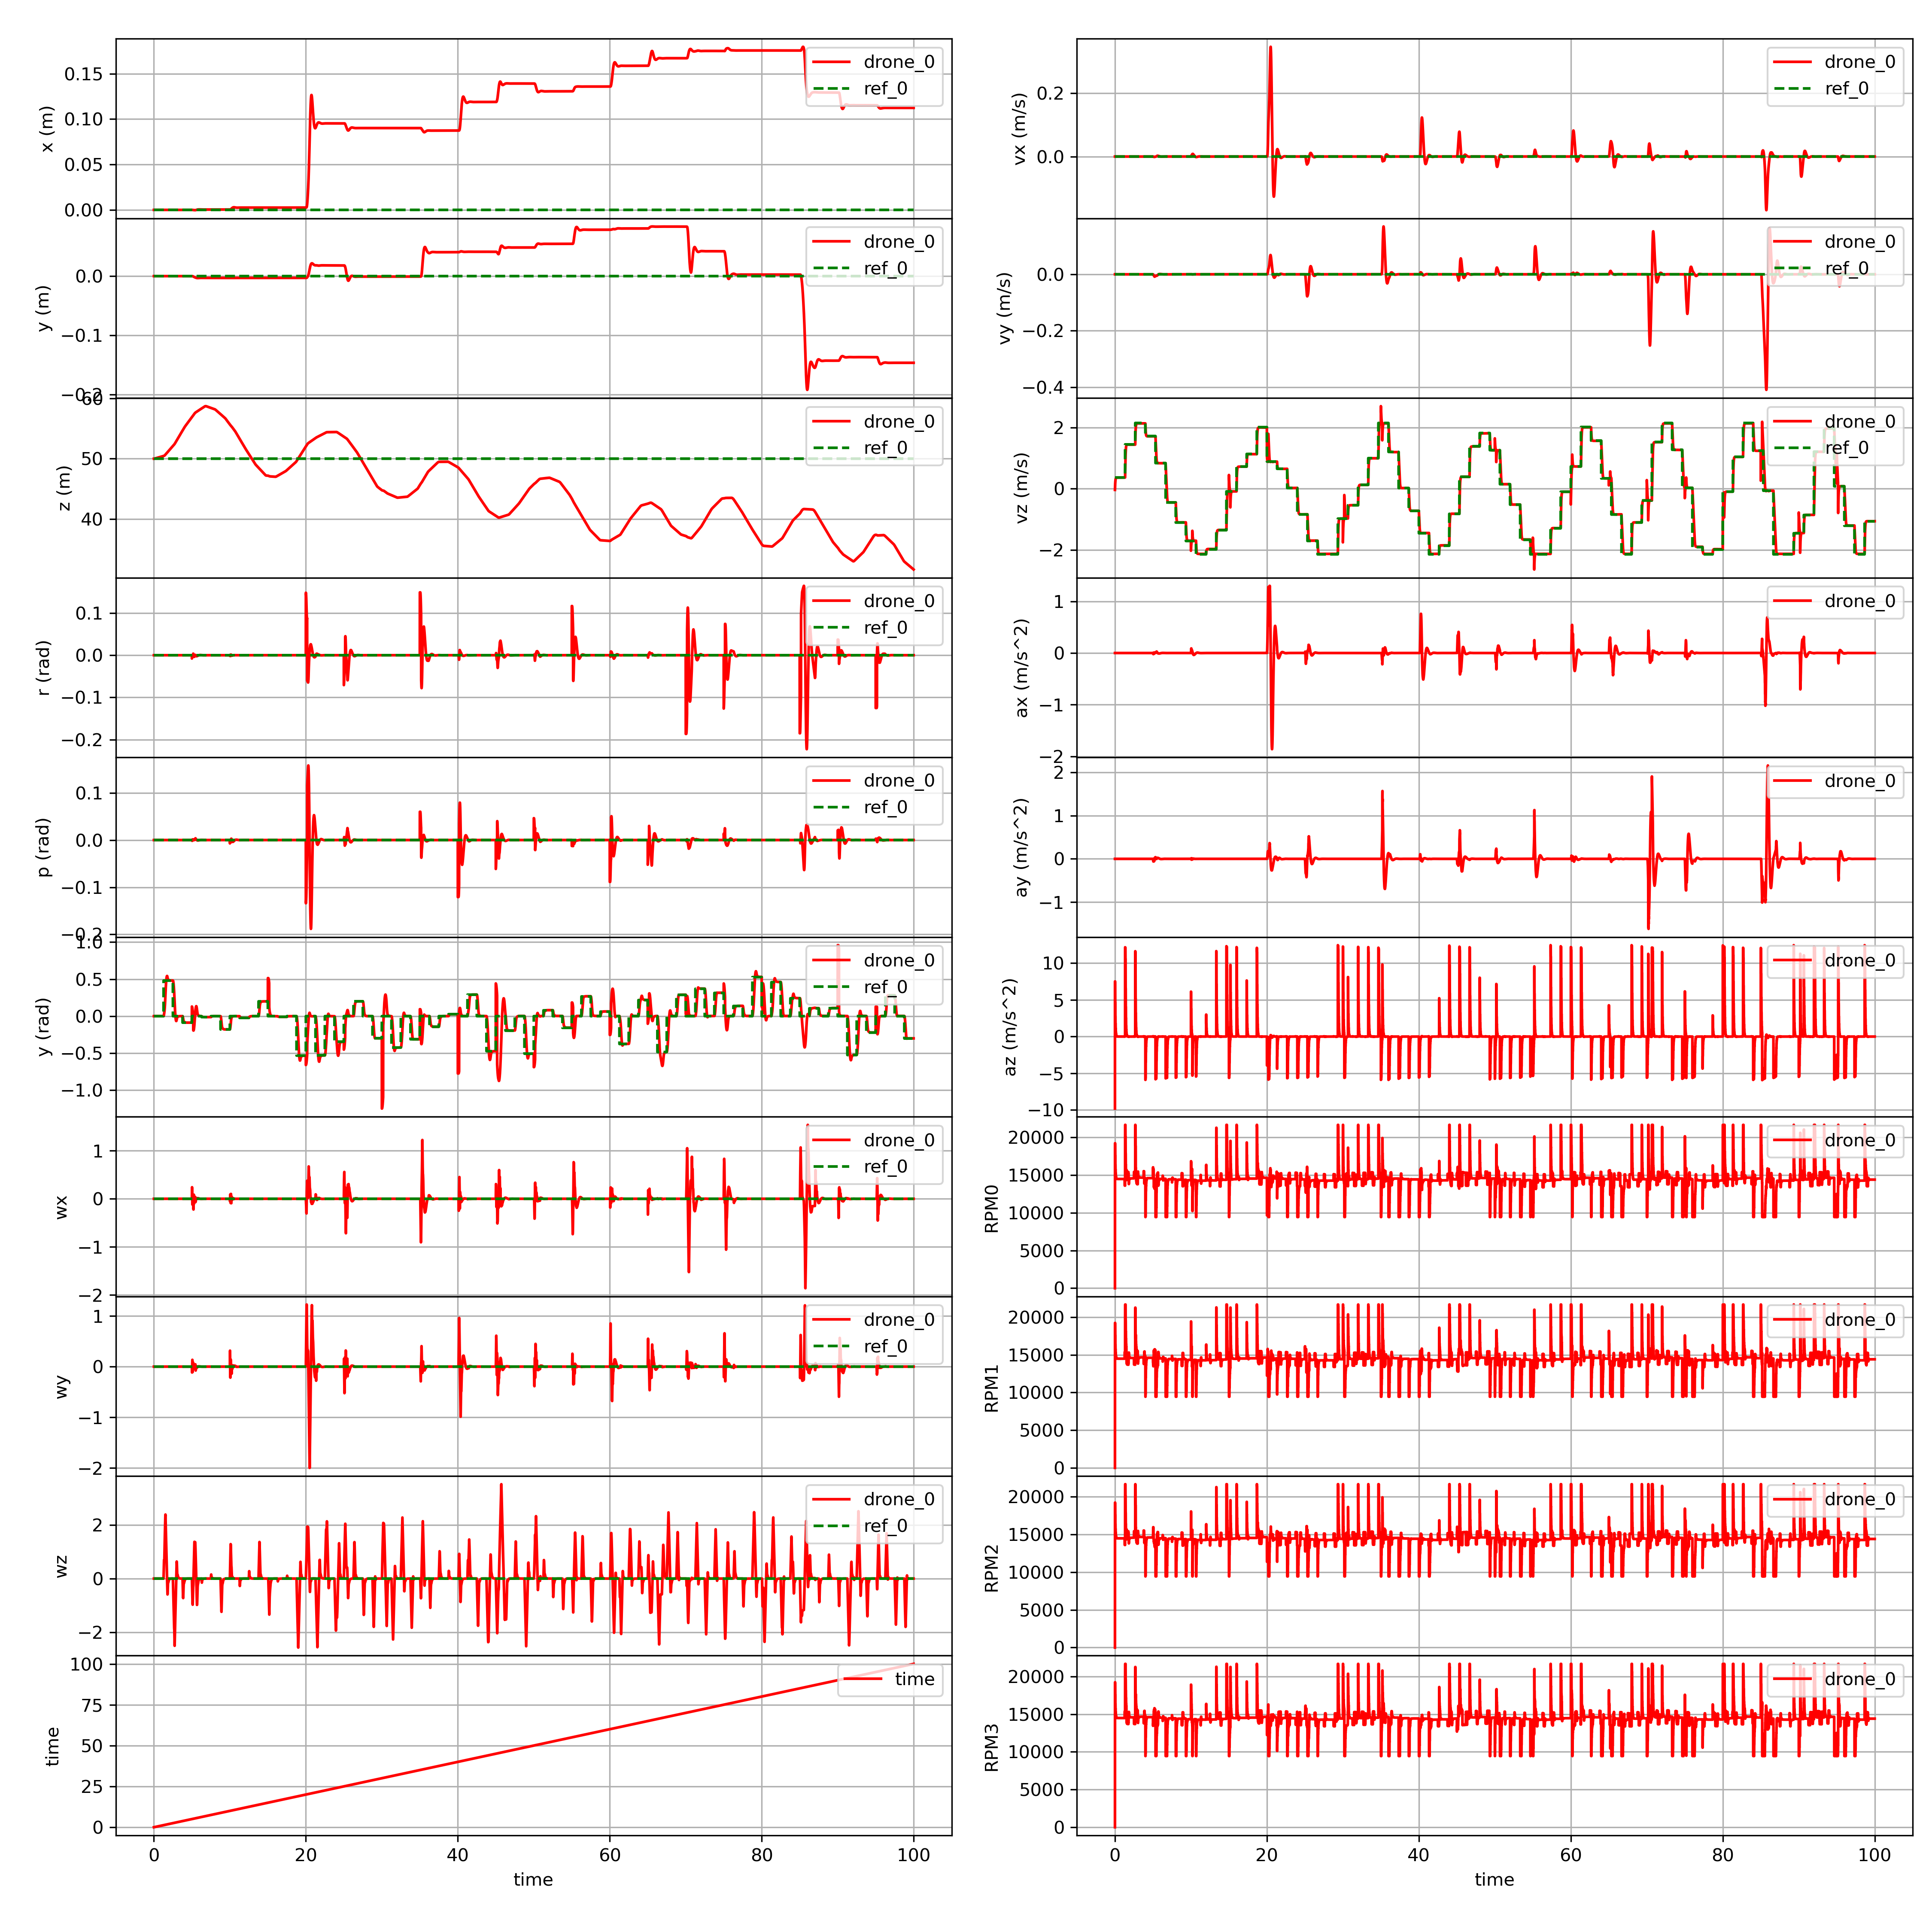 x (m)
0.15
0.10
0.05
0.00
drone_0
ref_0
y (m)
0.0
−0.1
−0.2
drone_0
ref_0
z (m)
60
50
40
drone_0
ref_0
r (rad)
0.1
0.0
−0.1
−0.2
drone_0
ref_0
p (rad)
0.1
0.0
−0.1
−0.2
drone_0
ref_0
y (rad)
1.0
0.5
0.0
−0.5
−1.0
drone_0
ref_0
wx
1
0
−1
−2
drone_0
ref_0
wy
1
0
−1
−2
drone_0
ref_0
wz
2
0
−2
drone_0
ref_0
time
100
75
50
25
0
time
0 20 40 60 80 100
time
vx (m/s)
0.2
0.0
drone_0
ref_0
vy (m/s)
0.0
−0.2
−0.4
drone_0
ref_0
vz (m/s)
2
0
−2
drone_0
ref_0
ax (m/s^2)
1
0
−1
−2
drone_0
ay (m/s^2)
2
1
0
−1
drone_0
az (m/s^2)
10
5
0
−5
−10
drone_0
RPM0
20000
15000
10000
5000
0
drone_0
RPM1
20000
15000
10000
5000
0
drone_0
RPM2
20000
15000
10000
5000
0
drone_0
RPM3
20000
15000
10000
5000
0
drone_0
0 20 40 60 80 100
time